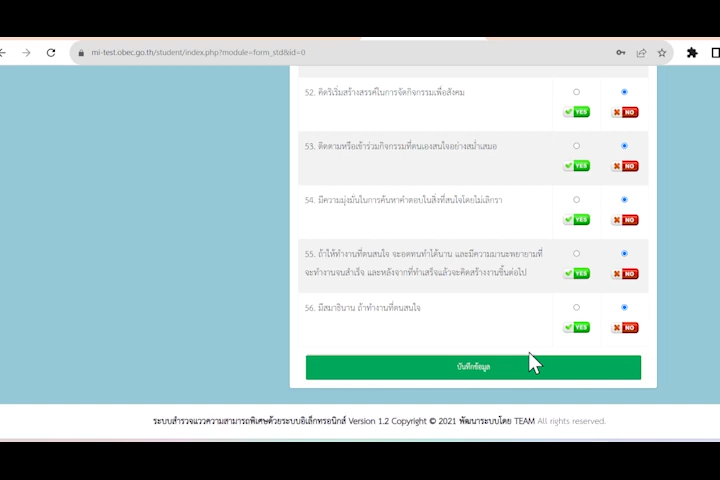 mi-test.obec.go.th/student/index.php?module=form_std&id=0
52. คิดริเริ่มสร้างสรรค์ในการจัดกิจกรรมเพื่อสังคม
YES NO
53. ติดตามหรือเข้าร่วมกิจกรรมที่ตนเองสนใจอย่างสม่ำเสมอ
YES NO
54. มีความมุ่งมั่นในการค้นหาคำตอบในสิ่งที่สนใจโดยไม่เลิกรา
YES NO
55. ถ้าให้ทำงานที่ตนสนใจ จะอดทนทำได้นาน และมีความมานะพยายามที่
จะทำงานจนสำเร็จ และหลังจากที่ทำเสร็จแล้วจะคิดสร้างงานชิ้นต่อไป
YES NO
56. มีสมาธินาน ถ้าทำงานที่ตนสนใจ
YES NO
บันทึกข้อมูล
ระบบสำรวจแววความสามารถพิเศษด้วยระบบอิเล็กทรอนิกส์ Version 1.2 Copyright © 2021 พัฒนาระบบโดย TEAM All rights reserved.